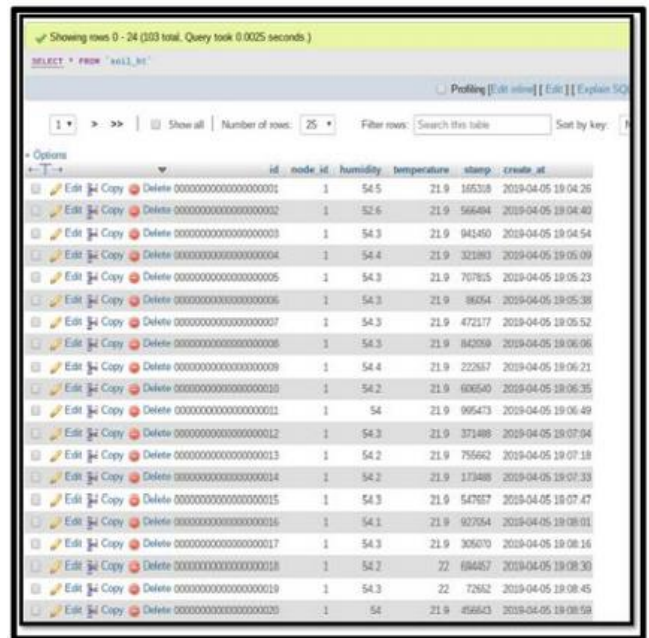 Showing rows 0 - 24 (103 total, Query took 0.0025 seconds.)
SELECT * FROM `soil_ht`
Profiling [Edit inline] [ Edit ] [ Explain SQL
1 > >> Show all Number of rows: 25 Filter rows: Search this table Sort by key:
+ Options
←T→ id node_id humidity temperature stamp create_at
Edit Copy Delete 00000000000000000001 1 54.5 21.9 165318 2019-04-05 19:04:26
Edit Copy Delete 00000000000000000002 1 52.6 21.9 566494 2019-04-05 19:04:40
Edit Copy Delete 00000000000000000003 1 54.3 21.9 941450 2019-04-05 19:04:54
Edit Copy Delete 00000000000000000004 1 54.4 21.9 321893 2019-04-05 19:05:09
Edit Copy Delete 00000000000000000005 1 54.3 21.9 707815 2019-04-05 19:05:23
Edit Copy Delete 00000000000000000006 1 54.3 21.9 86054 2019-04-05 19:05:38
Edit Copy Delete 00000000000000000007 1 54.3 21.9 472177 2019-04-05 19:05:52
Edit Copy Delete 00000000000000000008 1 54.3 21.9 842059 2019-04-05 19:06:06
Edit Copy Delete 00000000000000000009 1 54.4 21.9 222657 2019-04-05 19:06:21
Edit Copy Delete 00000000000000000010 1 54.2 21.9 606540 2019-04-05 19:06:35
Edit Copy Delete 00000000000000000011 1 54 21.9 995473 2019-04-05 19:06:49
Edit Copy Delete 00000000000000000012 1 54.3 21.9 371488 2019-04-05 19:07:04
Edit Copy Delete 00000000000000000013 1 54.2 21.9 755662 2019-04-05 19:07:18
Edit Copy Delete 00000000000000000014 1 54.2 21.9 173488 2019-04-05 19:07:33
Edit Copy Delete 00000000000000000015 1 54.3 21.9 547657 2019-04-05 19:07:47
Edit Copy Delete 00000000000000000016 1 54.1 21.9 927054 2019-04-05 19:08:01
Edit Copy Delete 00000000000000000017 1 54.3 21.9 305070 2019-04-05 19:08:16
Edit Copy Delete 00000000000000000018 1 54.2 22 694457 2019-04-05 19:08:30
Edit Copy Delete 00000000000000000019 1 54.3 22 72652 2019-04-05 19:08:45
Edit Copy Delete 00000000000000000020 1 54 21.9 456643 2019-04-05 19:08:59